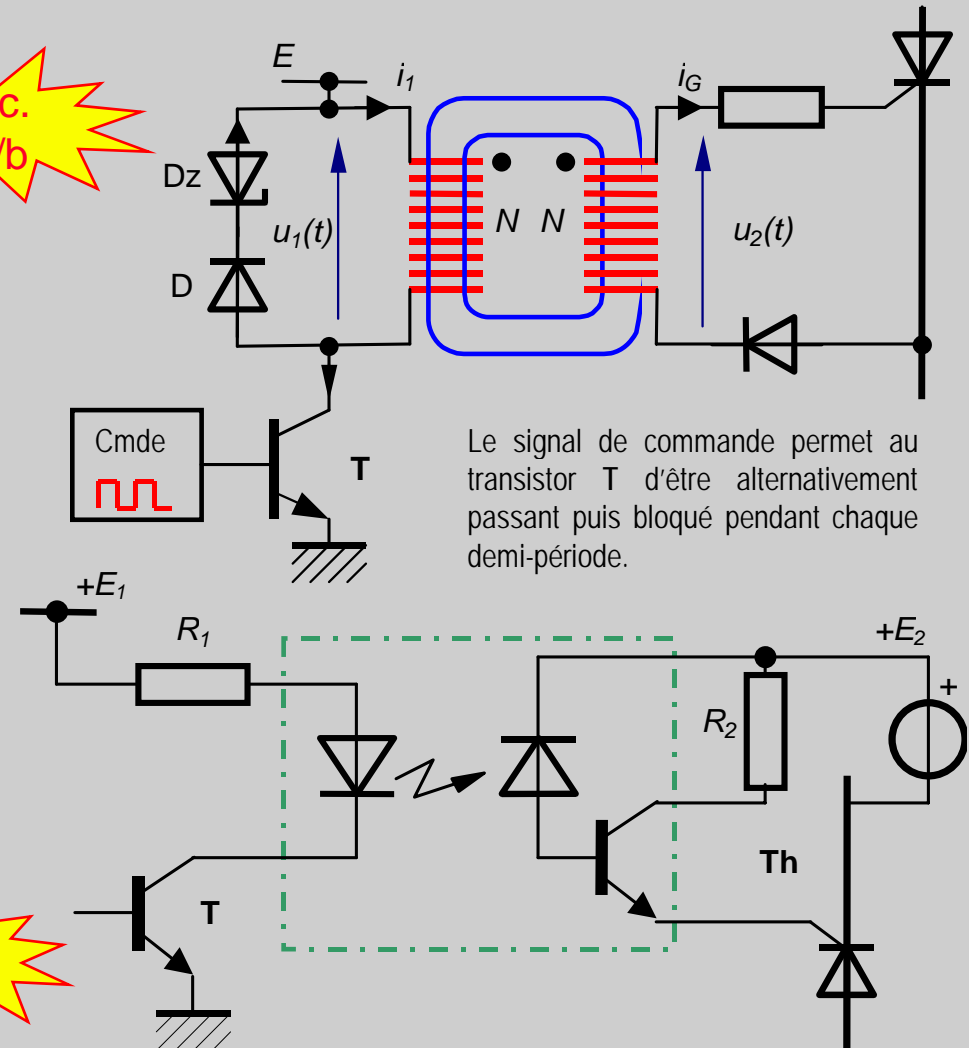 E
i1
iG
c.
/b
Dz
u1(t)
N N
u2(t)
D
Cmde
T
Le signal de commande permet au
transistor T d'être alternativement
passant puis bloqué pendant chaque
demi-période.
+E1
R1
+E2
+
R2
Th
T